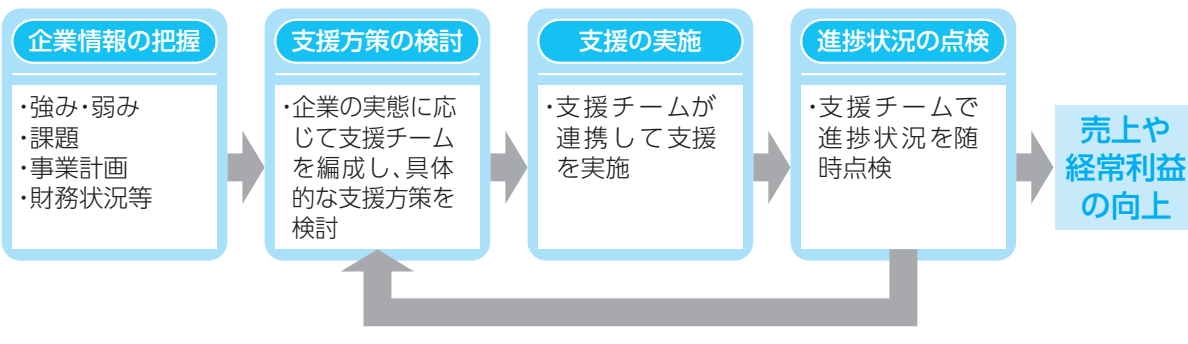 企業情報の把握
・強み・弱み
・課題
・事業計画
・財務状況等
支援方策の検討
・企業の実態に応
じて支援チーム
を編成し、具体
的な支援方策を
検討
支援の実施
・支援チームが
連携して支援
を実施
進捗状況の点検
・支援チームで
進捗状況を随
時点検
売上や
経常利益
の向上